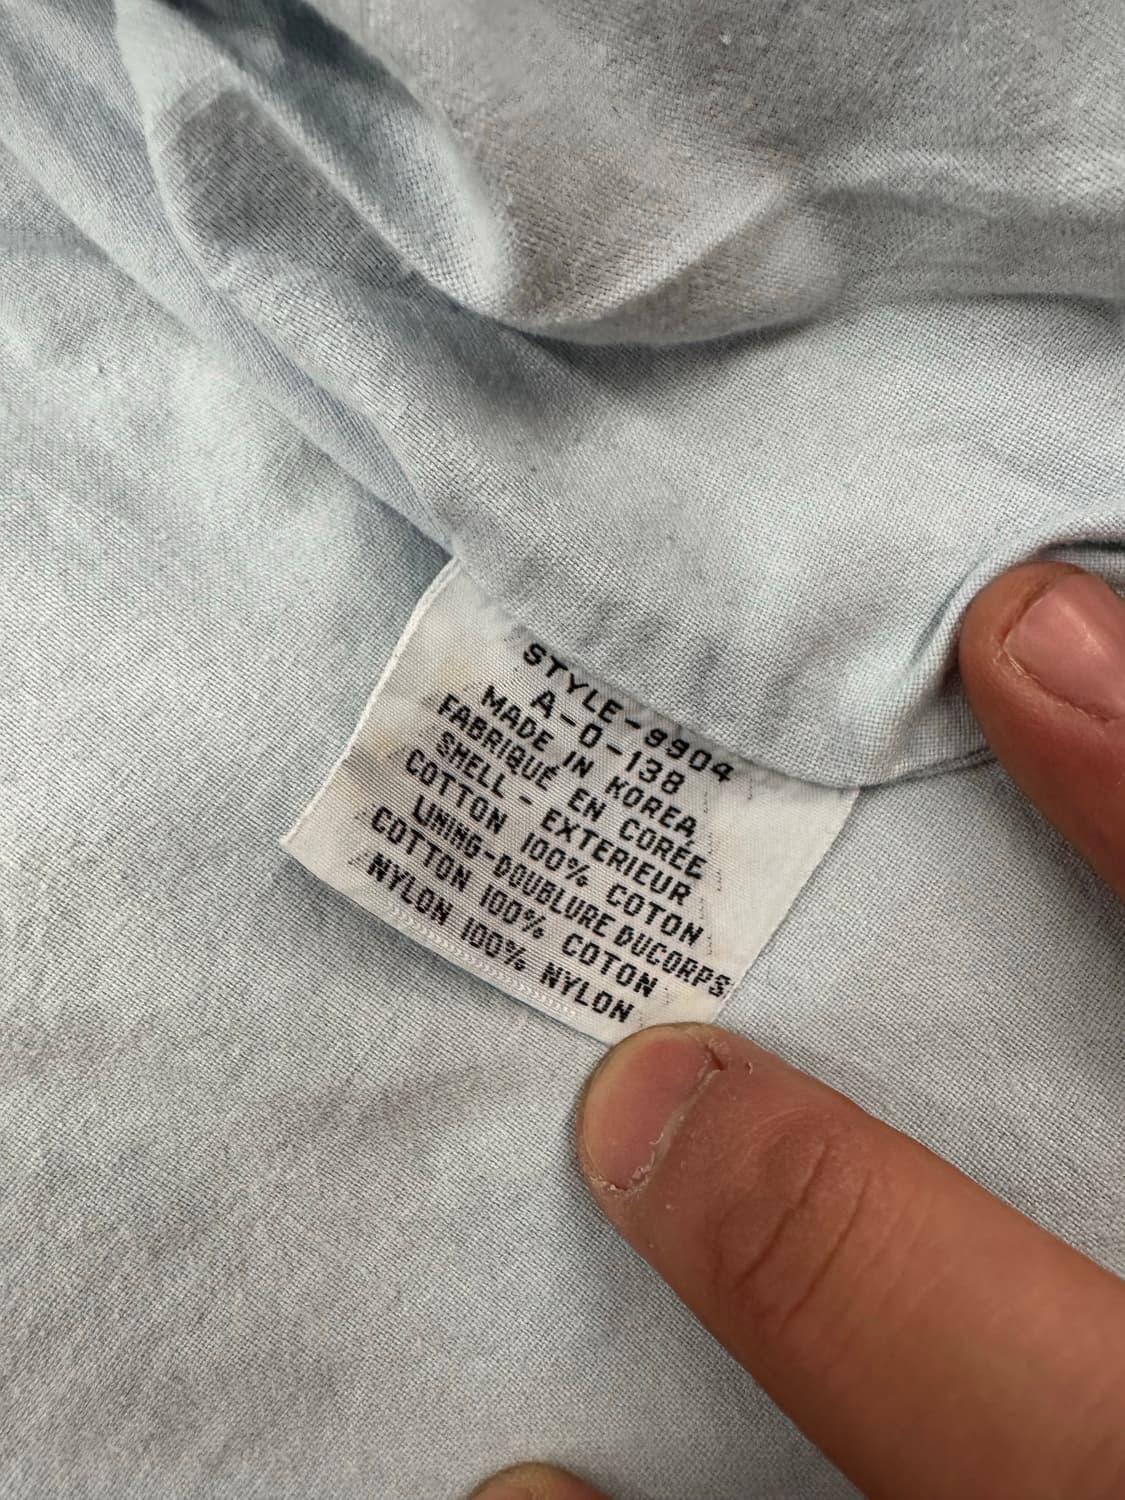 STYLE-9904
A-0-138
MADE IN KOREA
FABRIQUÉ EN CORÉE
SHELL - EXTERIEUR
COTTON 100% COTON
LINING-DOUBLURE DUCORPS
COTTON 100% COTON
NYLON 100% NYLON